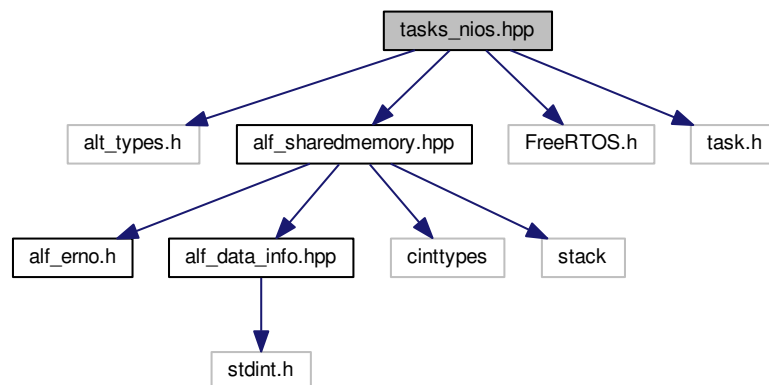 tasks_nios.hpp
alt_types.h
alf_sharedmemory.hpp
FreeRTOS.h
task.h
alf_erno.h
alf_data_info.hpp
cinttypes
stack
stdint.h